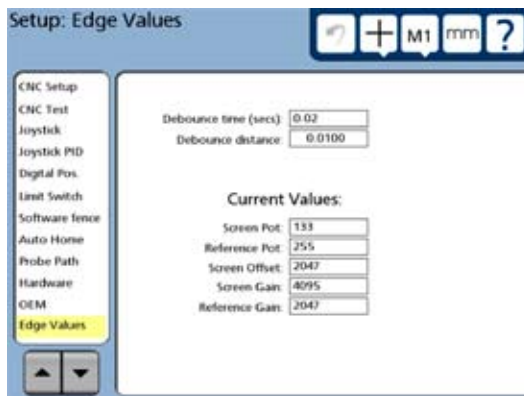 Setup: Edge Values
M1 mm ?
CNC Setup
CNC Test
Joystick
Joystick PID
Digital Pos.
Limit Switch
Software fence
Auto Home
Probe Path
Hardware
OEM
Edge Values
Debounce time (secs): 0.02
Debounce distance: 0.0100
Current Values:
Screen Pot: 133
Reference Pot: 255
Screen Offset: 2047
Screen Gain: 4095
Reference Gain: 2047